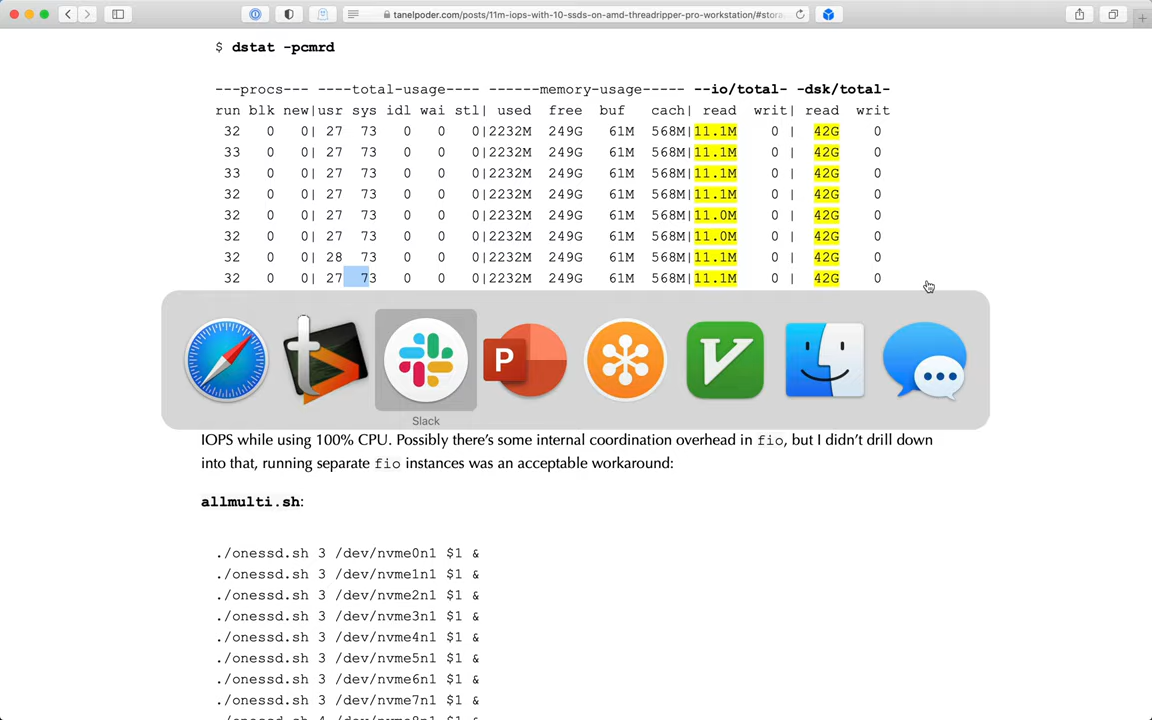 tanelpoder.com/posts/11m-iops-with-10-ssds-on-amd-threadripper-pro-workstation/#stora…
$ dstat -pcmrd
---procs--- ----total-usage---- ------memory-usage----- --io/total- -dsk/total-
run blk new|usr sys idl wai stl| used free buf cach| read writ| read writ
32 0 0| 27 73 0 0 0|2232M 249G 61M 568M|11.1M 0 | 42G 0
33 0 0| 27 73 0 0 0|2232M 249G 61M 568M|11.1M 0 | 42G 0
33 0 0| 27 73 0 0 0|2232M 249G 61M 568M|11.1M 0 | 42G 0
32 0 0| 27 73 0 0 0|2232M 249G 61M 568M|11.1M 0 | 42G 0
32 0 0| 27 73 0 0 0|2232M 249G 61M 568M|11.0M 0 | 42G 0
32 0 0| 27 73 0 0 0|2232M 249G 61M 568M|11.0M 0 | 42G 0
32 0 0| 28 73 0 0 0|2232M 249G 61M 568M|11.1M 0 | 42G 0
32 0 0| 27 73 0 0 0|2232M 249G 61M 568M|11.1M 0 | 42G 0
t
P
V
Slack
IOPS while using 100% CPU. Possibly there's some internal coordination overhead in fio, but I didn't drill down
into that, running separate fio instances was an acceptable workaround:
allmulti.sh:
./onessd.sh 3 /dev/nvme0n1 $1 &
./onessd.sh 3 /dev/nvme1n1 $1 &
./onessd.sh 3 /dev/nvme2n1 $1 &
./onessd.sh 3 /dev/nvme3n1 $1 &
./onessd.sh 3 /dev/nvme4n1 $1 &
./onessd.sh 3 /dev/nvme5n1 $1 &
./onessd.sh 3 /dev/nvme6n1 $1 &
./onessd.sh 3 /dev/nvme7n1 $1 &